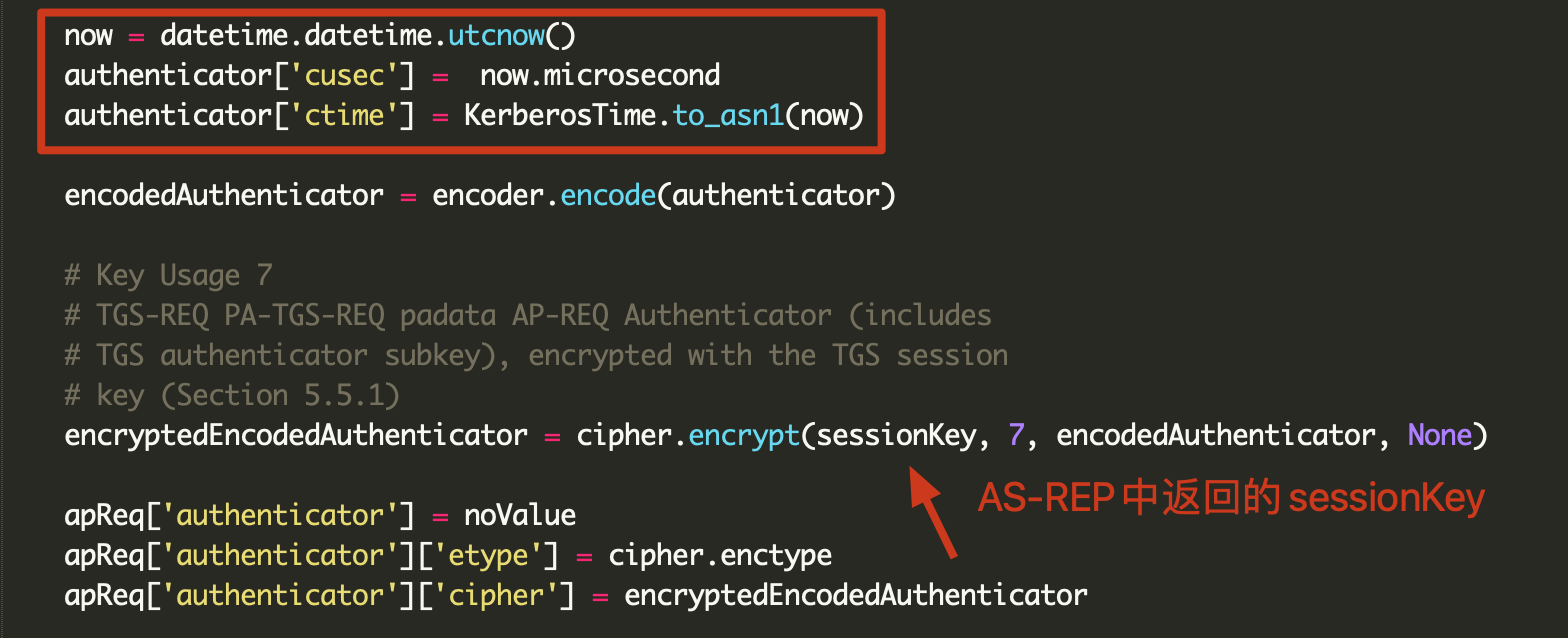 now = datetime.datetime.utcnow()
authenticator['cusec'] =  now.microsecond
authenticator['ctime'] = KerberosTime.to_asn1(now)
encodedAuthenticator = encoder.encode(authenticator)
# Key Usage 7
# TGS-REQ PA-TGS-REQ padata AP-REQ Authenticator (includes
# TGS authenticator subkey), encrypted with the TGS session
# key (Section 5.5.1)
encryptedEncodedAuthenticator = cipher.encrypt(sessionKey, 7, encodedAuthenticator, None)
AS-REP中返回的sessionKey
apReq['authenticator'] = noValue
apReq['authenticator']['etype'] = cipher.enctype
apReq['authenticator']['cipher'] = encryptedEncodedAuthenticator